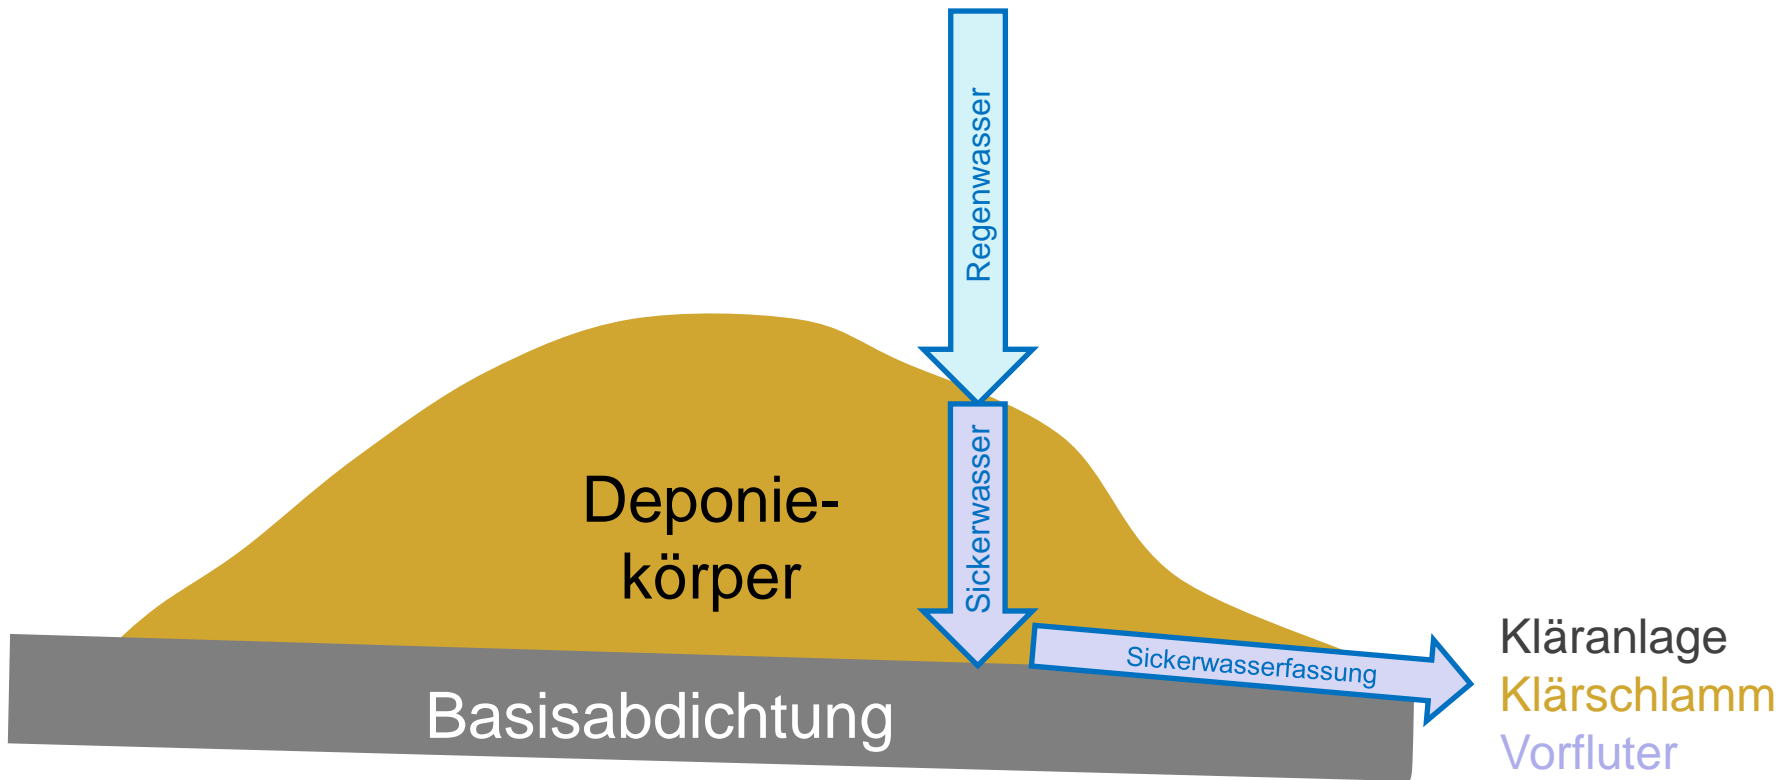 Regenwasser
Sickerwasser
Deponie-
körper
Sickerwasserfassung
Basisabdichtung
Kläranlage
Klärschlamm
Vorfluter